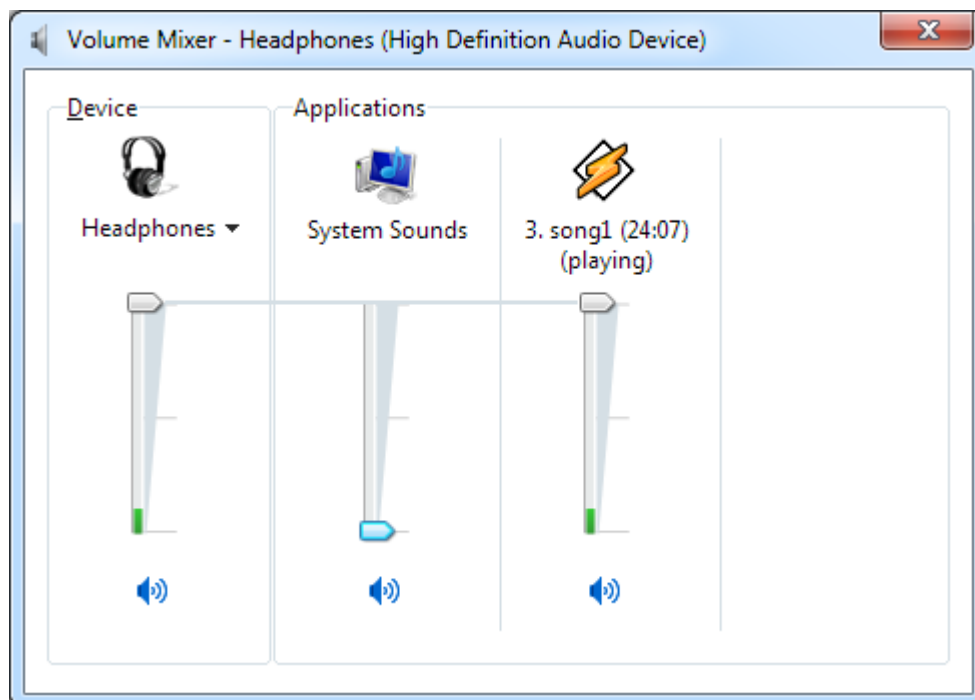 Volume Mixer - Headphones (High Definition Audio Device)
Device
Applications
Headphones
System Sounds
3. song1 (24:07)
(playing)